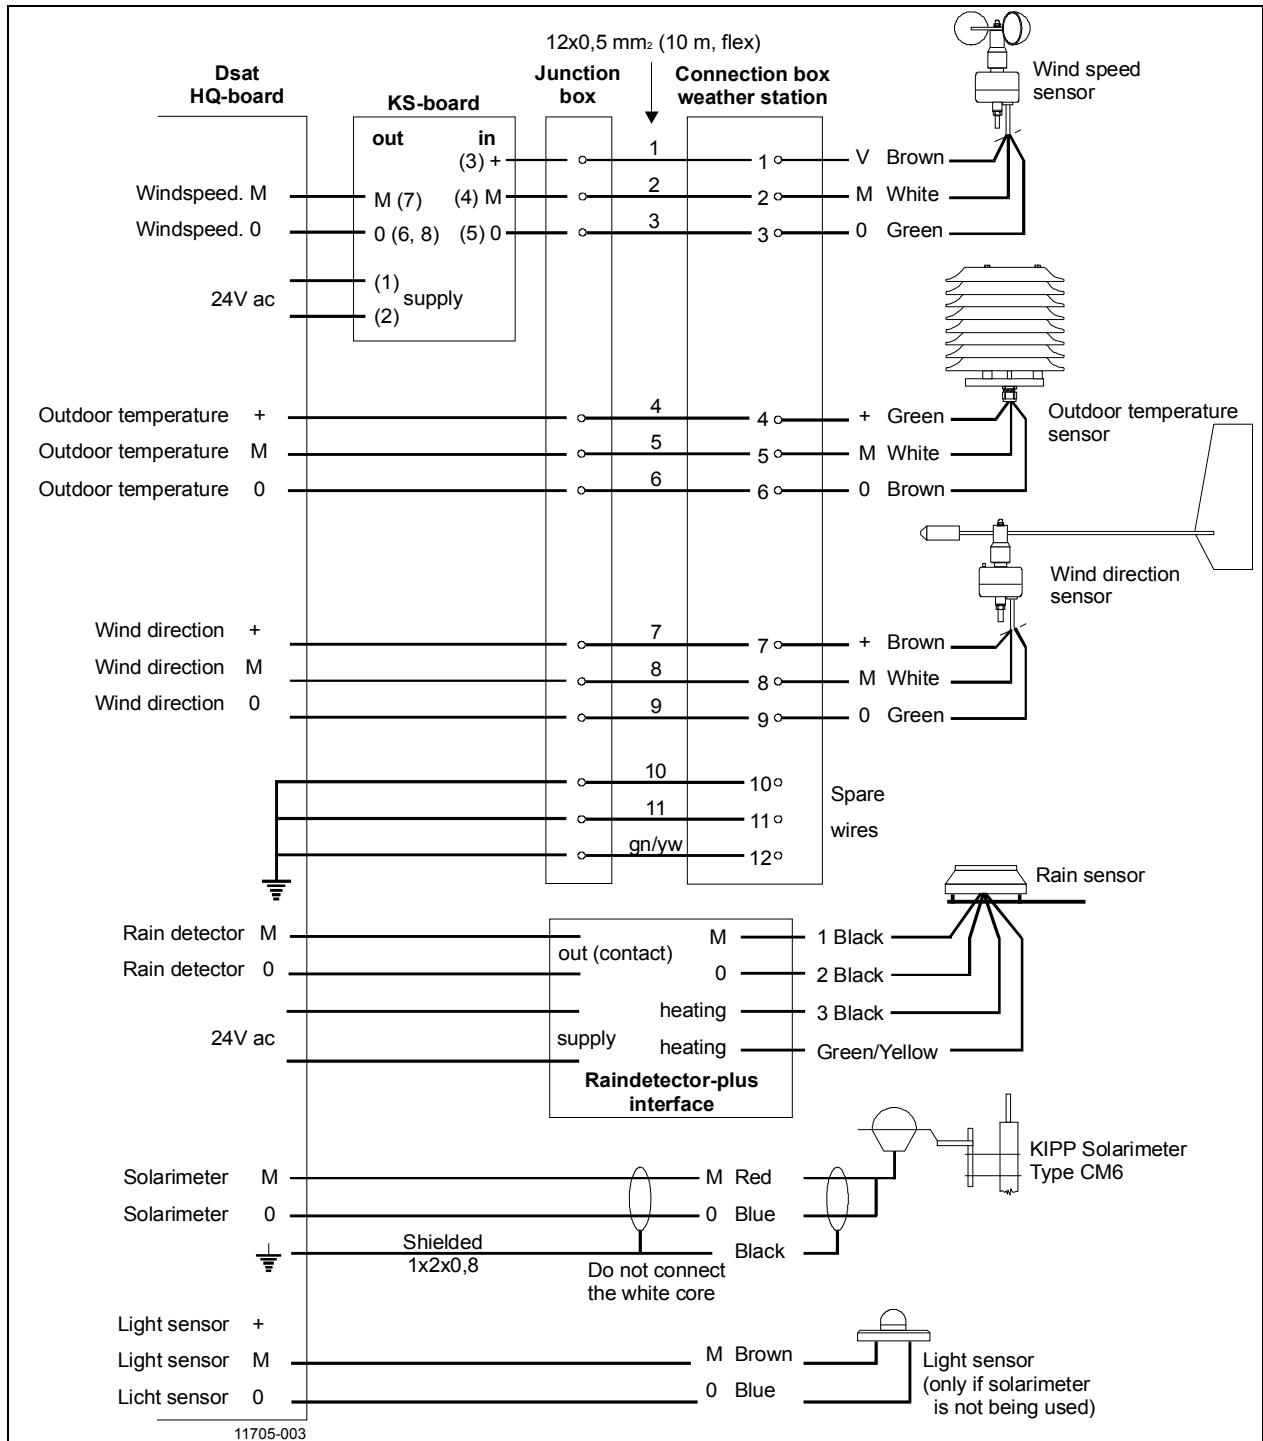 12x0,5 mm2 (10 m, flex)
Dsat
HQ-board
KS-board
Junction
box
Connection box
weather station
Wind speed
sensor
out in
(3) + 1 1 V Brown
Windspeed. M M (7) (4) M 2 2 M White
Windspeed. 0 0 (6, 8) (5) 0 3 3 0 Green
24V ac
(1)
supply
(2)
Outdoor temperature + 4 4 + Green
Outdoor temperature M 5 5 M White
Outdoor temperature 0 6 6 0 Brown
Outdoor temperature
sensor
Wind direction
sensor
Wind direction + 7 7 + Brown
Wind direction M 8 8 M White
Wind direction 0 9 9 0 Green
10 10
11 11
gn/yw 12
Spare
wires
Rain sensor
Rain detector M M 1 Black
out (contact)
Rain detector 0 0 2 Black
heating 3 Black
24V ac supply heating Green/Yellow
Raindetector-plus
interface
KIPP Solarimeter
Type CM6
Solarimeter M M Red
Solarimeter 0 0 Blue
Shielded
1x2x0,8
Black
Do not connect
the white core
Light sensor +
Light sensor M M Brown
Licht sensor 0 0 Blue
Light sensor
(only if solarimeter
is not being used)
11705-003